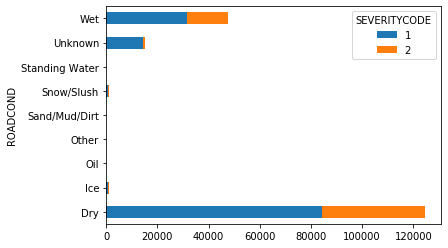 SEVERITYCODE
1
2
ROADCOND
Wet
Unknown
Standing Water
Snow/Slush
Sand/Mud/Dirt
Other
Oil
Ice
Dry
0 20000 40000 60000 80000 100000 120000